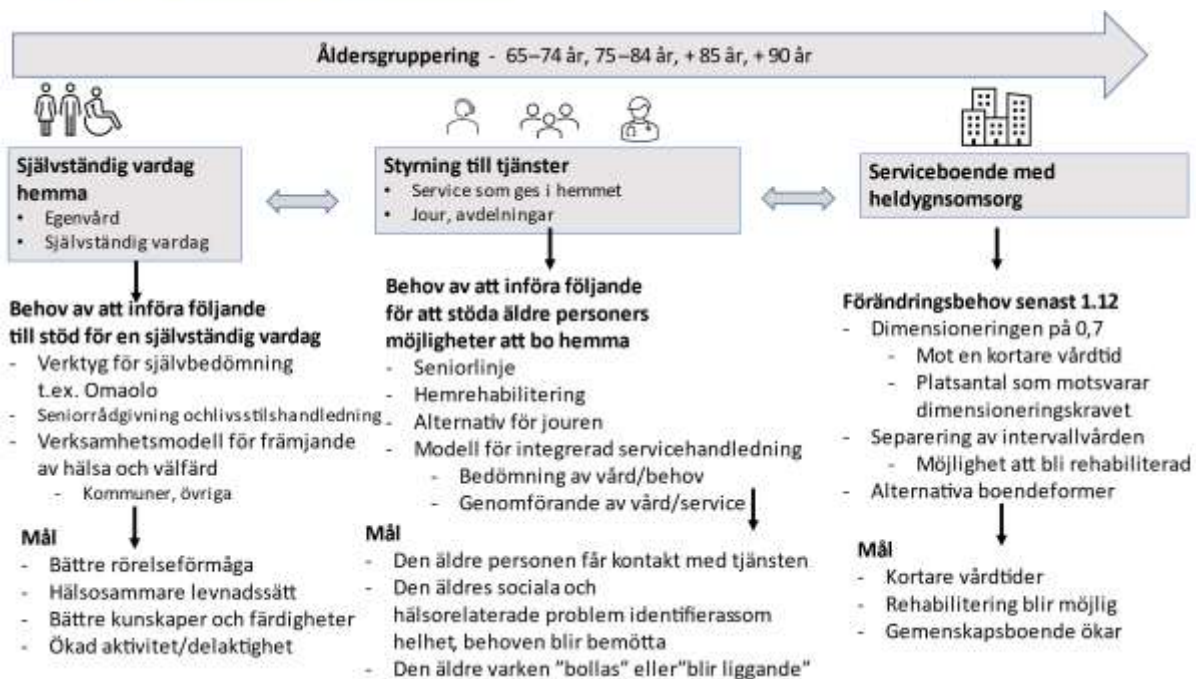 Åldersgruppering - 65–74 år, 75–84 år, + 85 år, + 90 år
Självständig vardag
hemma
• Egenvård
• Självständig vardag
Behov av att införa följande
till stöd för en självständig vardag
- Verktyg för självbedömning
t.ex. Omaolo
- Seniorrådgivning ochlivsstilshandledning
- Verksamhetsmodell för främjande
av hälsa och välfärd
- Kommuner, övriga
Mål
- Bättre rörelseförmåga
- Hälsosammare levnadssätt
- Bättre kunskaper och färdigheter
- Ökad aktivitet/delaktighet
Styrning till tjänster
• Service som ges i hemmet
• Jour, avdelningar
Behov av att införa följande
för att stöda äldre personers
möjligheter att bo hemma
- Seniorlinje
- Hemrehabilitering
- Alternativ för jouren
- Modell för integrerad servicehandledning
- Bedömning av vård/behov
- Genomförande av vård/service
Mål
- Den äldre personen får kontakt med tjänsten
- Den äldres sociala och
hälsorelaterade problem identifierassom
helhet, behoven blir bemötta
- Den äldre varken ”bollas” eller”blir liggande”
Serviceboende med
heldygnsomsorg
Förändringsbehov senast 1.12
- Dimensioneringen på 0,7
- Mot en kortare vårdtid
- Platsantal som motsvarar
dimensioneringskravet
- Separering av intervallvården
- Möjlighet att bli rehabiliterad
- Alternativa boendeformer
Mål
- Kortare vårdtider
- Rehabilitering blir möjlig
- Gemenskapsboende ökar